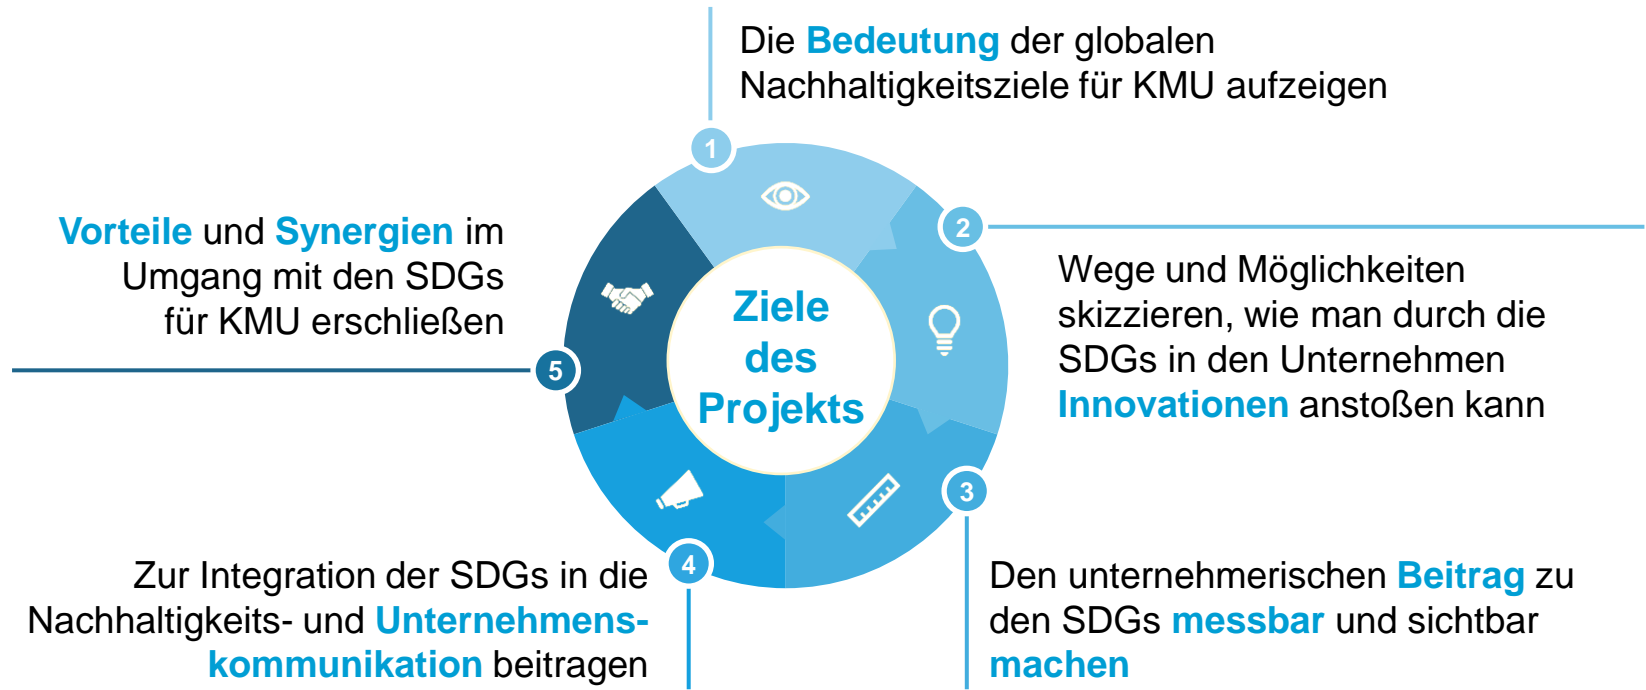 1
Die Bedeutung der globalen
Nachhaltigkeitsziele für KMU aufzeigen
2
Wege und Möglichkeiten
skizzieren, wie man durch die
SDGs in den Unternehmen
Innovationen anstoßen kann
3
Den unternehmerischen Beitrag zu
den SDGs messbar und sichtbar
machen
4
Zur Integration der SDGs in die
Nachhaltigkeits- und Unternehmens-
kommunikation beitragen
5
Vorteile und Synergien im
Umgang mit den SDGs
für KMU erschließen
Ziele
des
Projekts